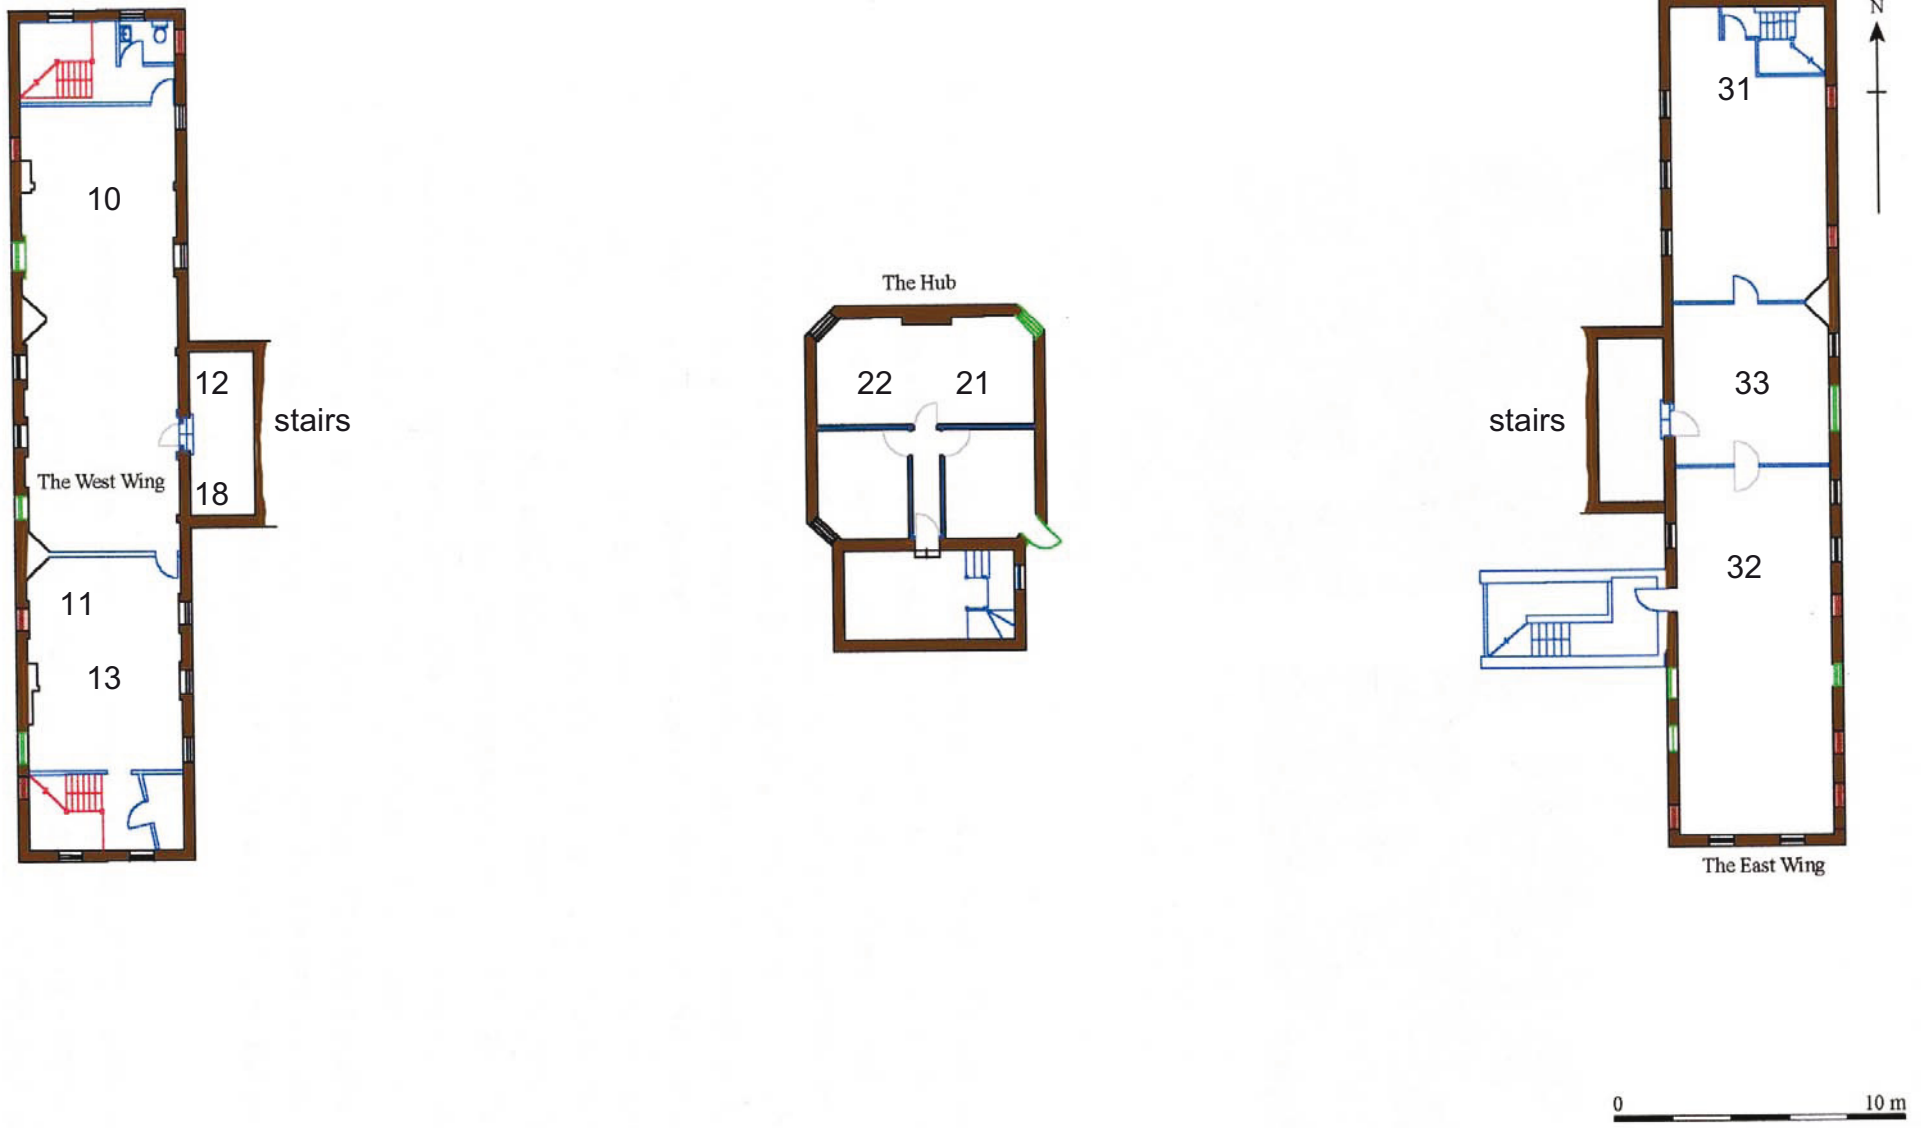 N
31
10
The Hub
12
22
21
33
stairs
stairs
The West Wing
18
32
11
13
The East Wing
0
10 m